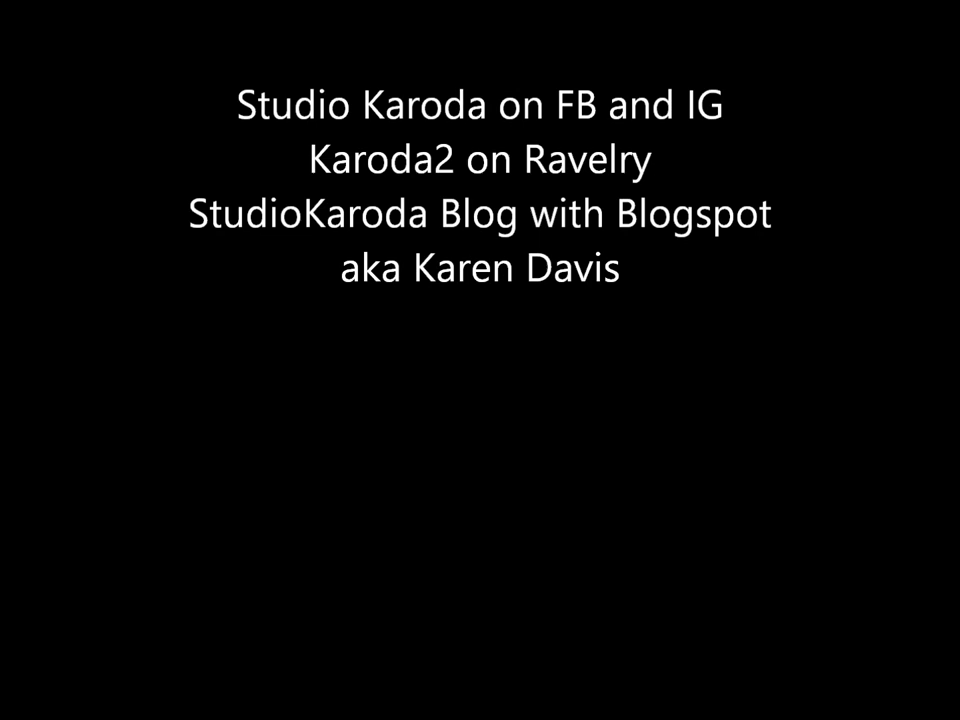 Studio Karoda on FB and IG
Karoda2 on Ravelry
StudioKaroda Blog with Blogspot
aka Karen Davis